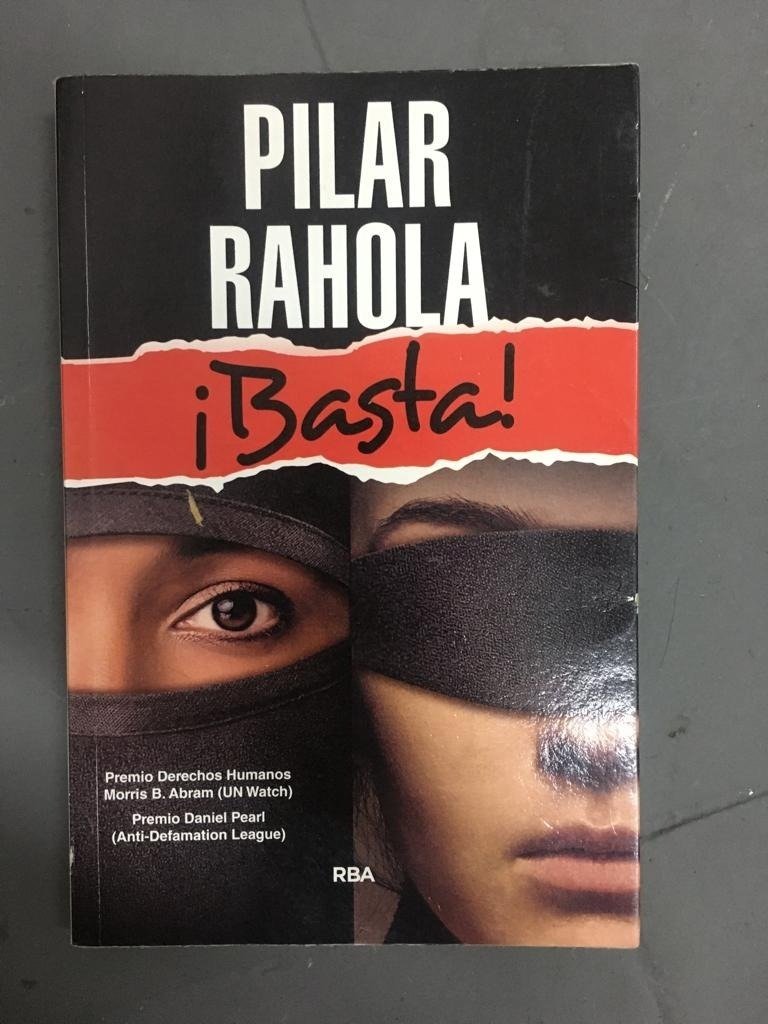 PILAR
RAHOLA
¡Basta!
Premio Derechos Humanos
Morris B. Abram (UN Watch)
Premio Daniel Pearl
(Anti-Defamation League)
RBA